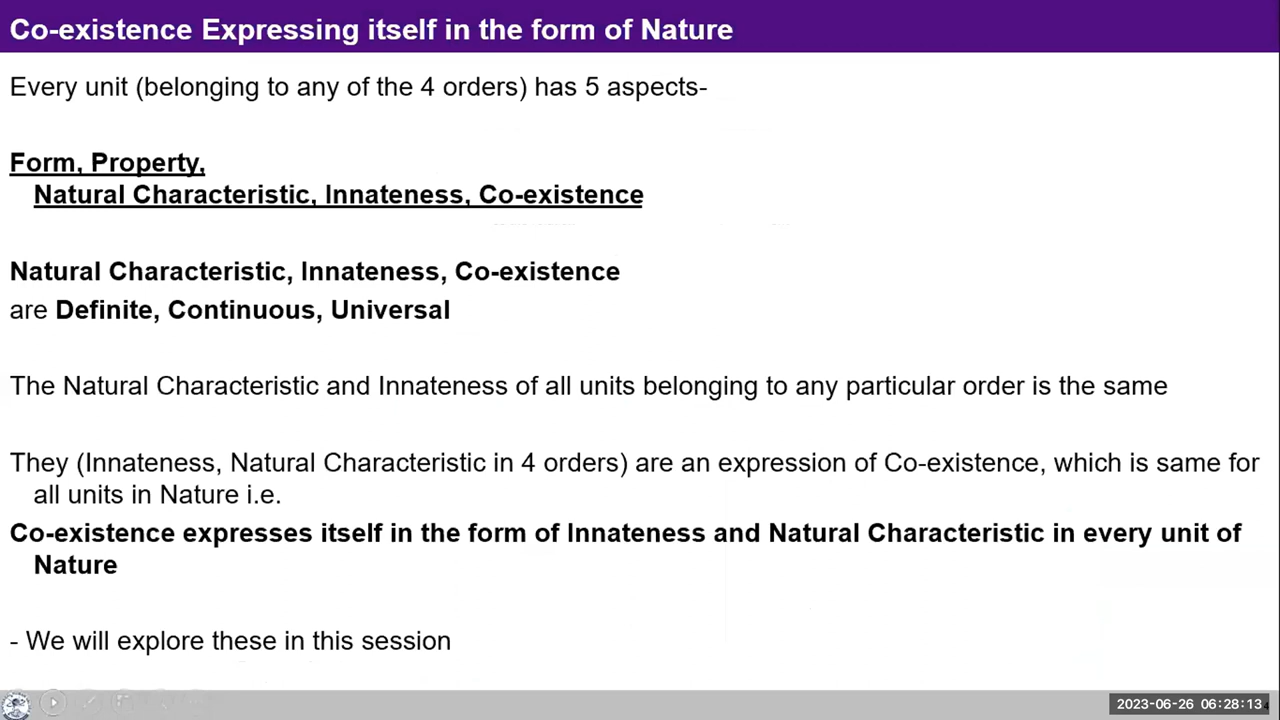 Co-existence Expressing itself in the form of Nature
Every unit (belonging to any of the 4 orders) has 5 aspects-
Form, Property,
Natural Characteristic, Innateness, Co-existence
Natural Characteristic, Innateness, Co-existence
are Definite, Continuous, Universal
The Natural Characteristic and Innateness of all units belonging to any particular order is the same
They (Innateness, Natural Characteristic in 4 orders) are an expression of Co-existence, which is same for
all units in Nature i.e.
Co-existence expresses itself in the form of Innateness and Natural Characteristic in every unit of
Nature
- We will explore these in this session
2023-06-26 06:28:13